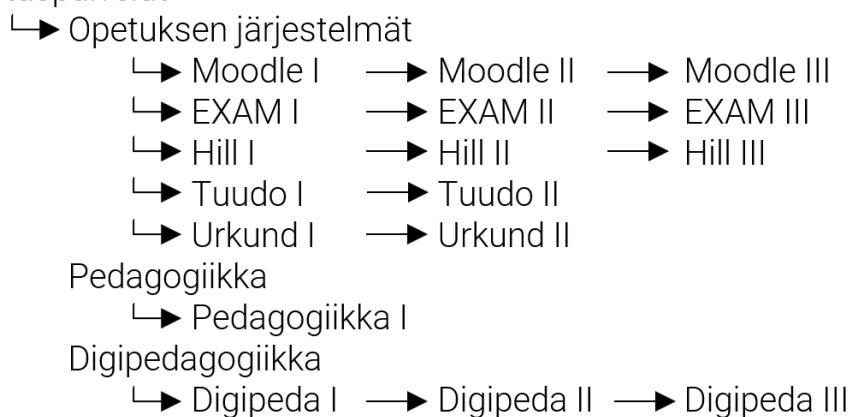 Opetuksen järjestelmät
Moodle I Moodle II Moodle III
EXAM I EXAM II EXAM III
Hill I Hill II Hill III
Tuudo I Tuudo II
Urkund I Urkund II
Pedagogiikka
Pedagogiikka I
Digipedagogiikka
Digipeda I Digipeda II Digipeda III